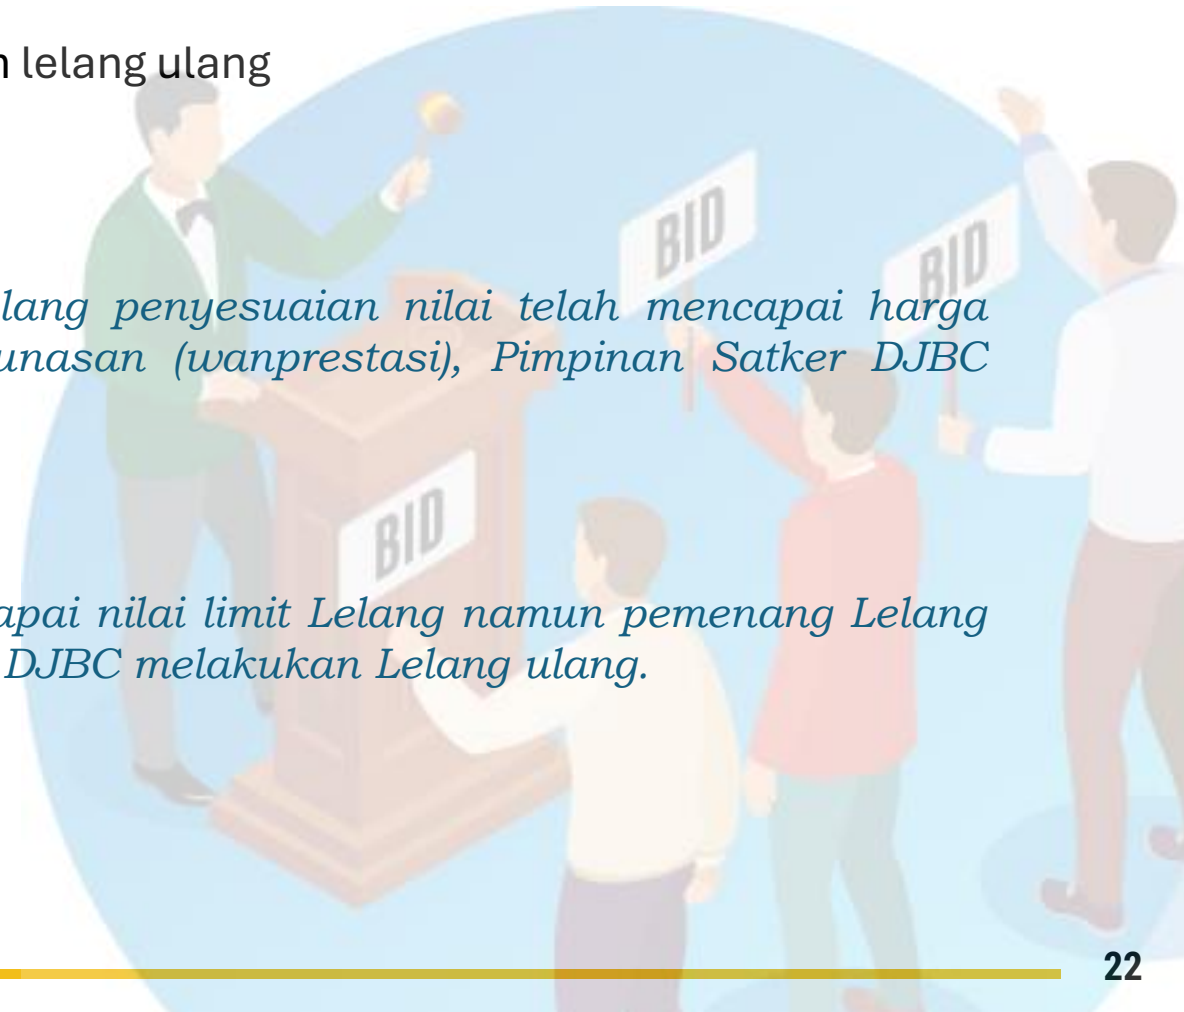 n lelang ulang
BID
BID
lang penyesuaian nilai telah mencapai harga
unasan (wanprestasi), Pimpinan Satker DJBC
BID
apai nilai limit Lelang namun pemenang Lelang
DJBC melakukan Lelang ulang.
22